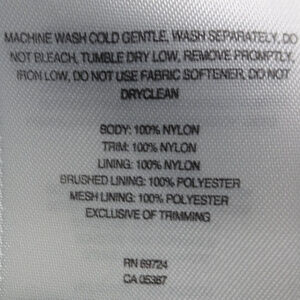 MACHINE WASH COLD GENTLE, WASH SEPARATELY, DO
NOT BLEACH, TUMBLE DRY LOW, REMOVE PROMPTLY,
IRON LOW, DO NOT USE FABRIC SOFTENER, DO NOT
DRYCLEAN
BODY: 100% NYLON
TRIM: 100% NYLON
LINING: 100% NYLON
BRUSHED LINING: 100% POLYESTER
MESH LINING: 100% POLYESTER
EXCLUSIVE OF TRIMMING
RN 69724
CA 05367